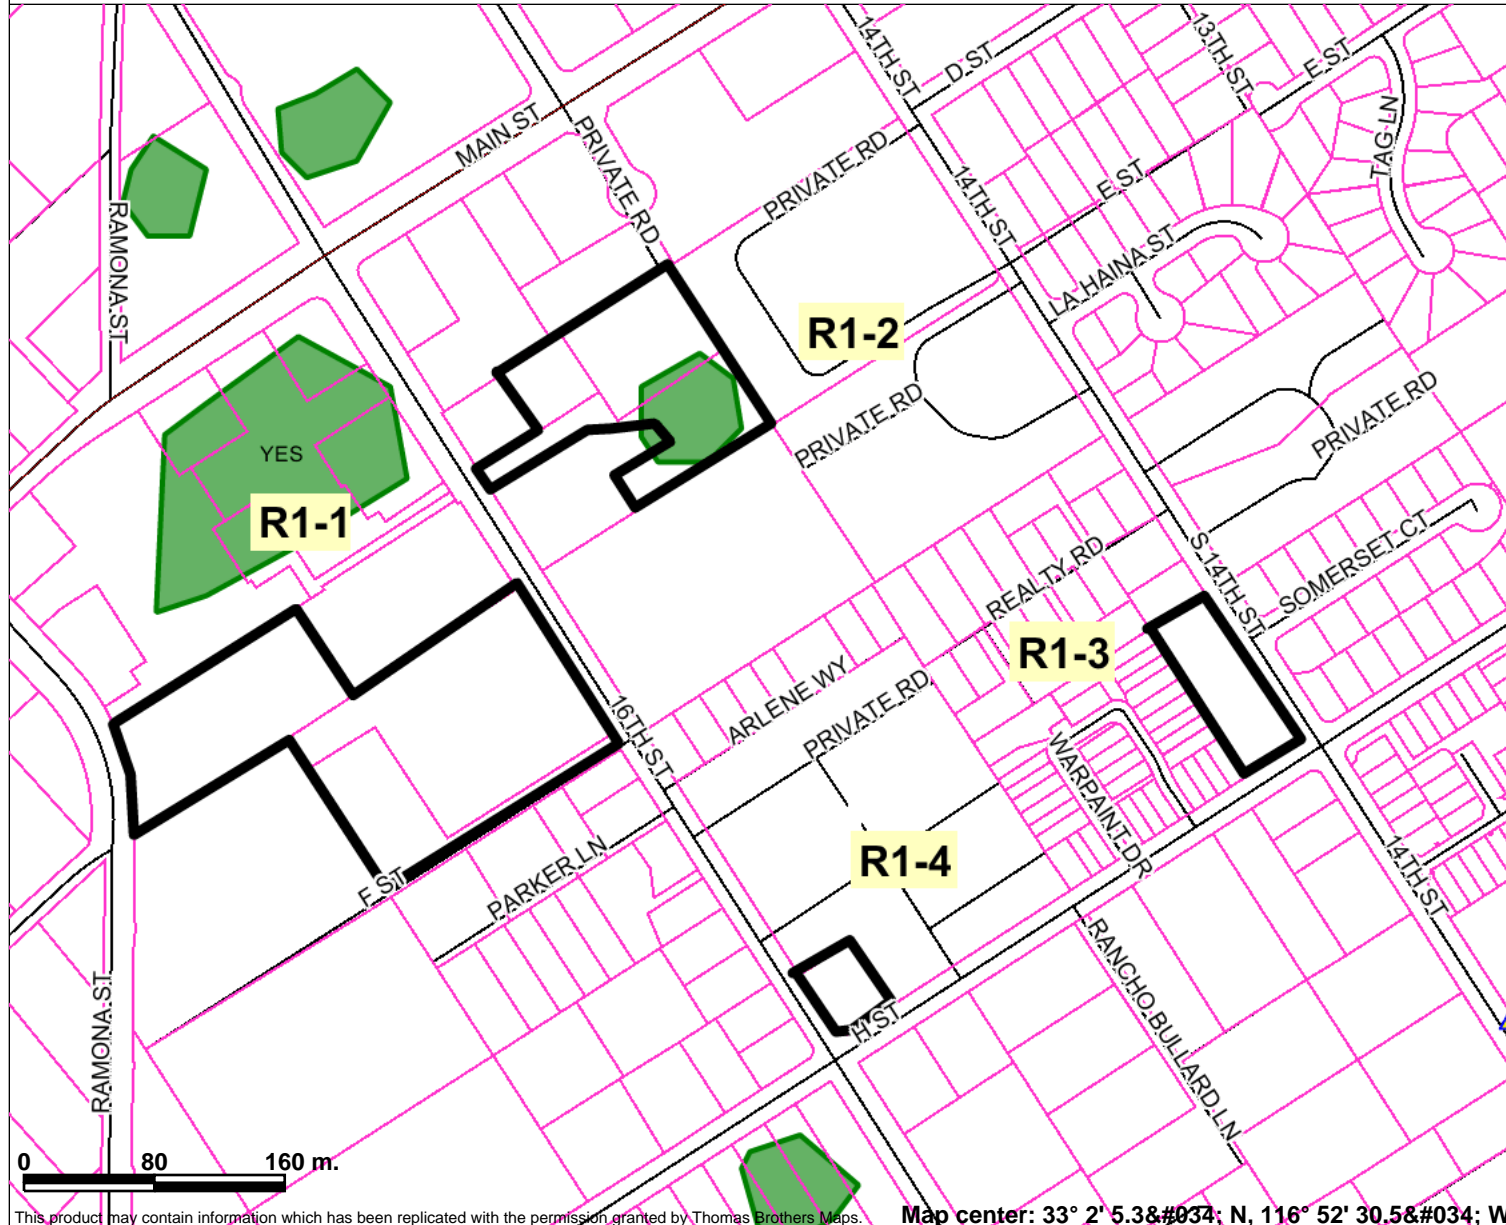 14TH ST
13TH ST
D ST
E ST
MAIN ST
PRIVATE RD
PRIVATE RD
TAG LN
E ST
14TH ST
RAMONA ST
LA HAINA ST
R1-2
PRIVATE RD
PRIVATE RD
YES
R1-1
S 14TH ST
SOMERSET CT
REALTY RD
R1-3
ARLENE WY
PRIVATE RD
16TH ST
WARPAINT DR
R1-4
F ST
PARKER LN
14TH ST
RANCHO BULLARD LN
RAMONA ST
H ST
0 80 160 m.
This product may contain information which has been replicated with the permission granted by Thomas Brothers Maps.
Map center: 33° 2' 5.3&#034; N, 116° 52' 30.5&#034; W